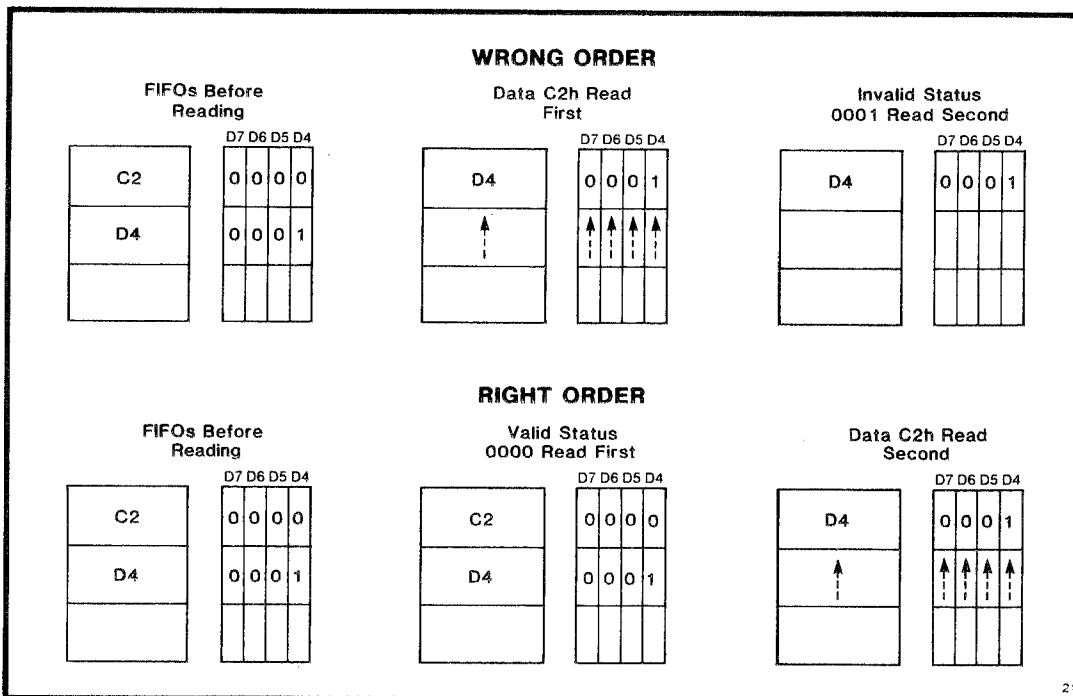 WRONG ORDER
FIFOs Before
Reading
Data C2h Read
First
Invalid Status
0001 Read Second
D7 D6 D5 D4
D7 D6 D5 D4
D7 D6 D5 D4
C2
0 0 0 0
D4
0 0 0 1
D4
0 0 0 1
D4
0 0 0 1
RIGHT ORDER
FIFOs Before
Reading
Valid Status
0000 Read First
Data C2h Read
Second
D7 D6 D5 D4
D7 D6 D5 D4
D7 D6 D5 D4
C2
0 0 0 0
C2
0 0 0 0
D4
0 0 0 1
D4
0 0 0 1
D4
0 0 0 1